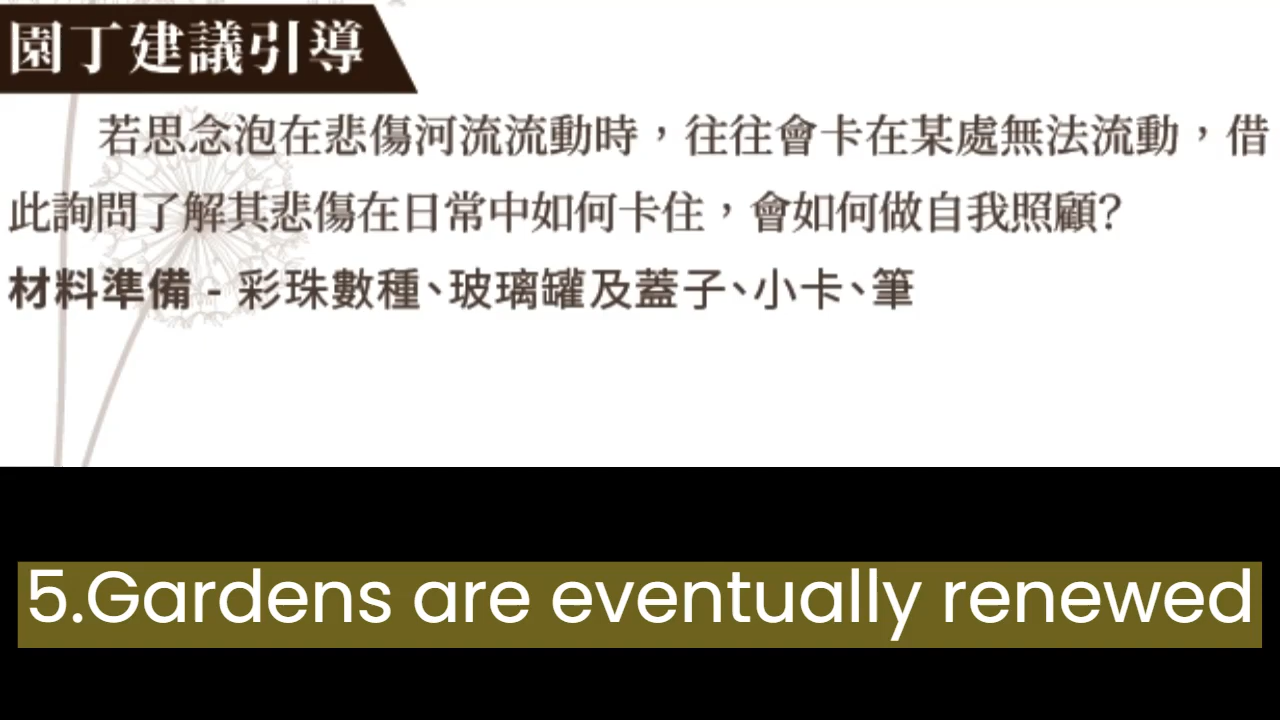 園丁建議引導
若思念泡在悲傷河流流動時，往往會卡在某處無法流動，借
此詢問了解其悲傷在日常中如何卡住，會如何做自我照顧?
材料準備 - 彩珠數種、玻璃罐及蓋子、小卡、筆
5.Gardens are eventually renewed